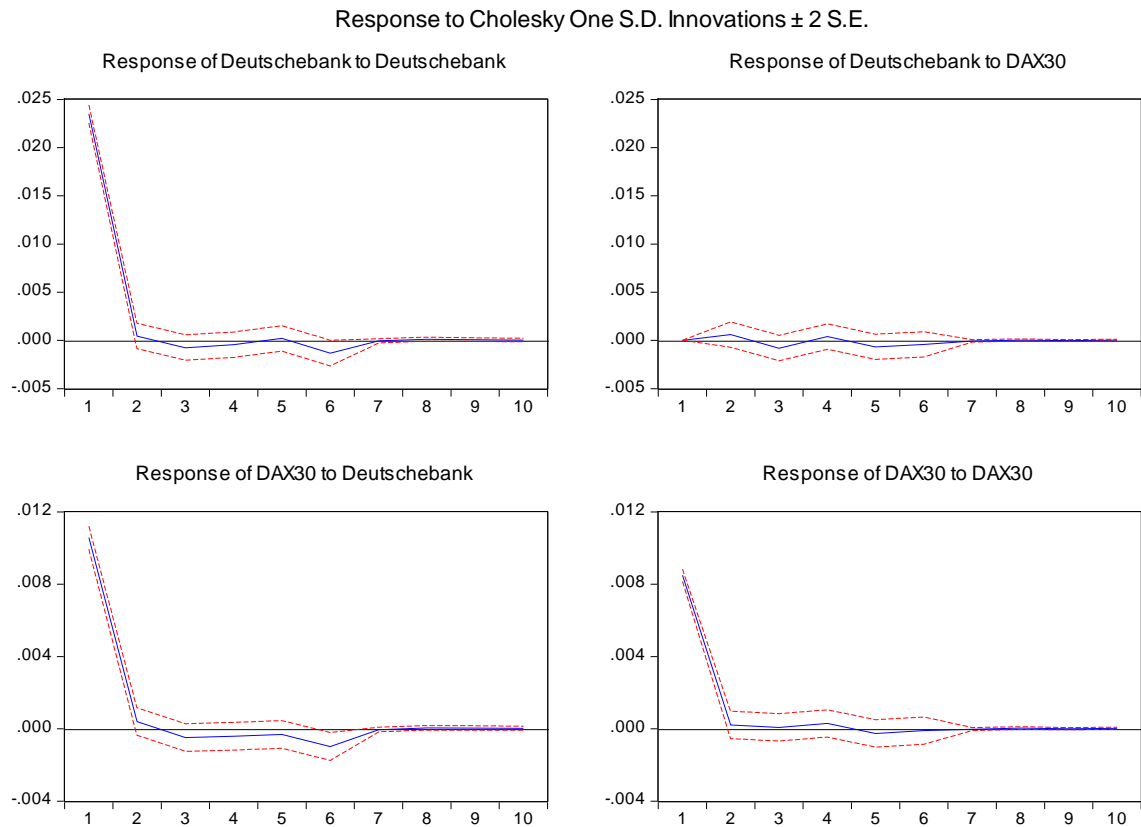 Response to Cholesky One S.D. Innovations ± 2 S.E.
Response of Deutschebank to Deutschebank
.025
.020
.015
.010
.005
.000
-.005
1 2 3 4 5 6 7 8 9 10
Response of Deutschebank to DAX30
.025
.020
.015
.010
.005
.000
-.005
1 2 3 4 5 6 7 8 9 10
Response of DAX30 to Deutschebank
.012
.008
.004
.000
-.004
1 2 3 4 5 6 7 8 9 10
Response of DAX30 to DAX30
.012
.008
.004
.000
-.004
1 2 3 4 5 6 7 8 9 10